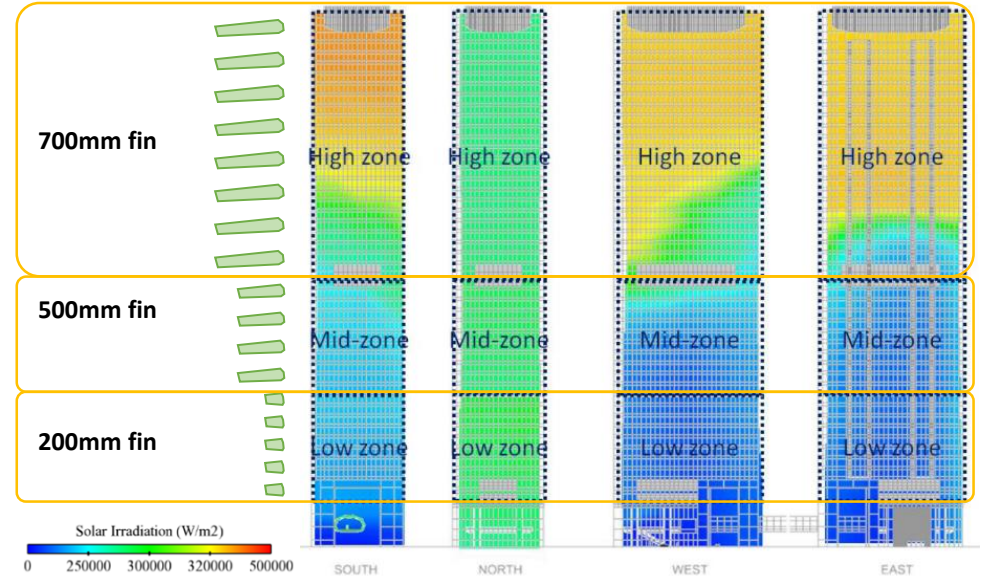 700mm fin
High zone High zone High zone High zone
500mm fin
Mid-zone Mid-zone Mid-zone Mid-zone
200mm fin
Low zone Low zone Low zone Low zone
Solar Irradiation (W/m2)
0 250000 300000 320000 500000
SOUTH NORTH WEST EAST